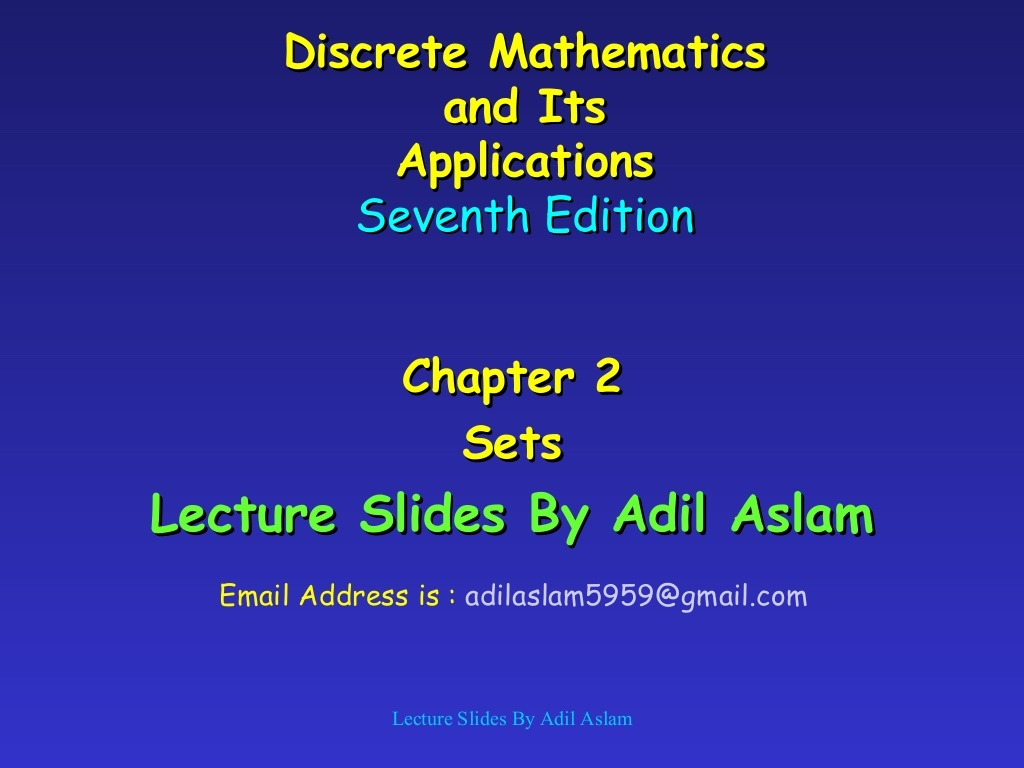 Discrete Mathematics
and Its
Applications
Seventh Edition
Chapter 2
Sets
Lecture Slides By Adil Aslam
Email Address is : adilaslam5959@gmail.com
Lecture Slides By Adil Aslam